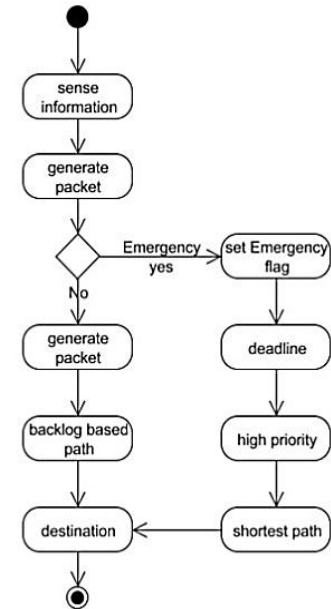 sense
information
generate
packet
Emergency
yes
set Emergency
flag
No
generate
packet
deadline
backlog based
path
high priority
destination
shortest path